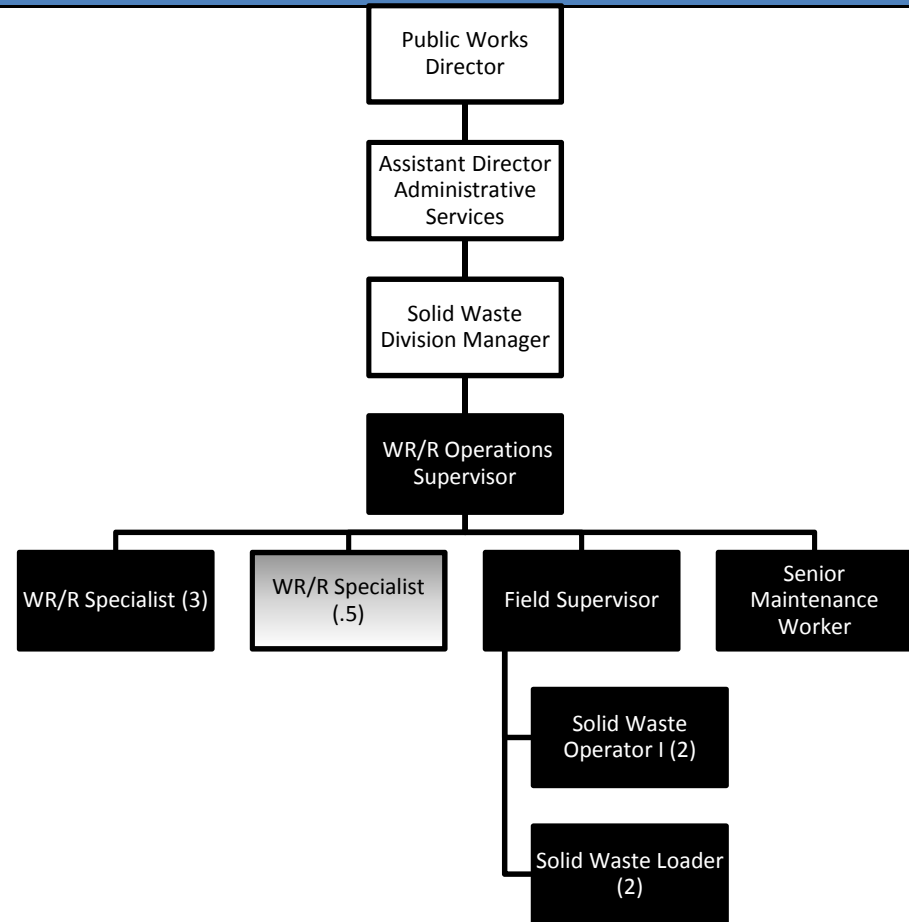 Public Works
Director
Assistant Director
Administrative
Services
Solid Waste
Division Manager
WR/R Operations
Supervisor
WR/R Specialist (3)
WR/R Specialist
(.5)
Field Supervisor
Senior
Maintenance
Worker
Solid Waste
Operator I (2)
Solid Waste Loader
(2)